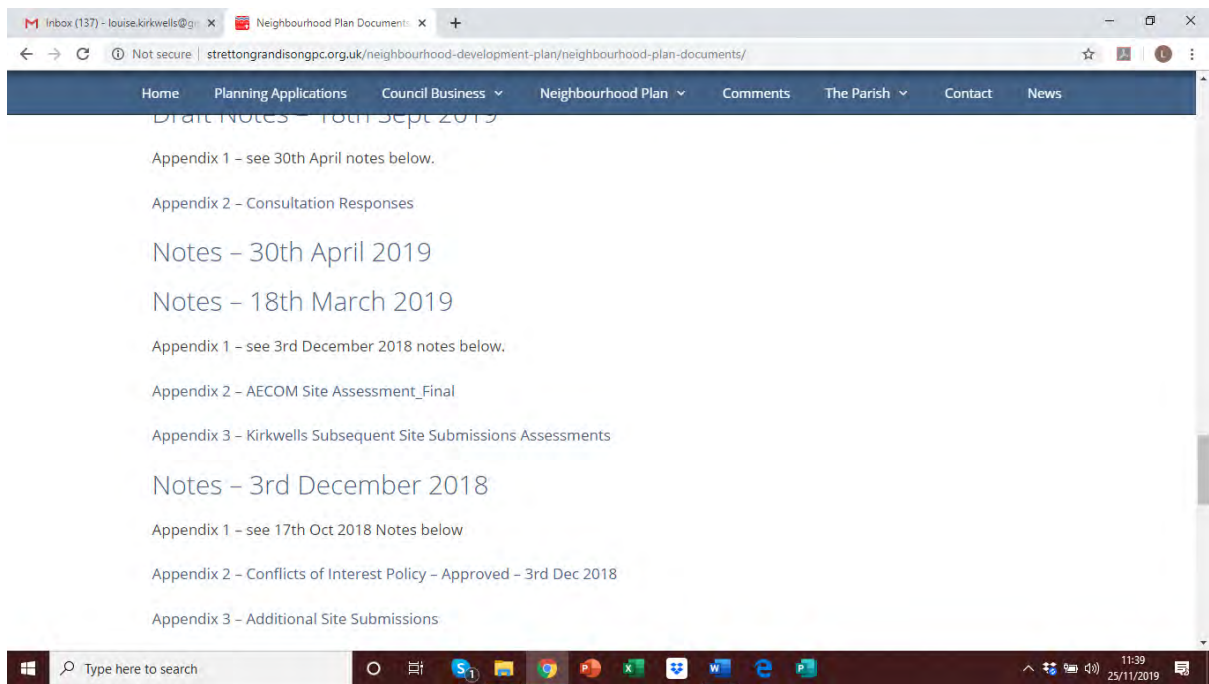 Inbox (137) - louise.kirkwells@g
Neighbourhood Plan Documents
Not secure strettongrandisongpc.org.uk/neighbourhood-development-plan/neighbourhood-plan-documents/
L
Home Planning Applications Council Business Neighbourhood Plan Comments The Parish Contact News
Draft Notes – 18th Sept 2019
Appendix 1 – see 30th April notes below.
Appendix 2 – Consultation Responses
Notes – 30th April 2019
Notes – 18th March 2019
Appendix 1 – see 3rd December 2018 notes below.
Appendix 2 – AECOM Site Assessment_Final
Appendix 3 – Kirkwells Subsequent Site Submissions Assessments
Notes – 3rd December 2018
Appendix 1 – see 17th Oct 2018 Notes below
Appendix 2 – Conflicts of Interest Policy – Approved – 3rd Dec 2018
Appendix 3 – Additional Site Submissions
Type here to search
11:39
25/11/2019